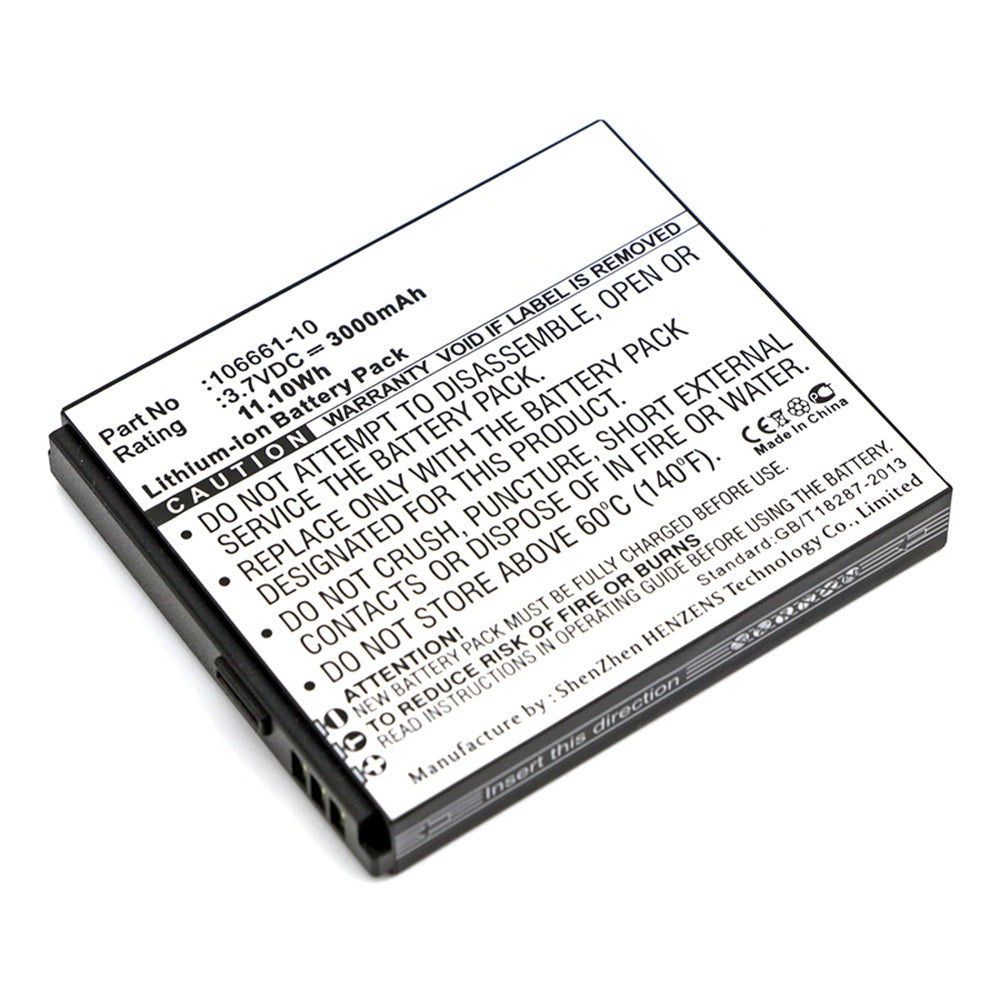 Part No :106661-10
Rating :3.7VDC = 3000mAh
11.10Wh
Lithium-ion Battery Pack
CAUTION WARRANTY VOID IF LABEL IS REMOVED
• DO NOT ATTEMPT TO DISASSEMBLE, OPEN OR
SERVICE THE BATTERY PACK.
• REPLACE ONLY WITH THE BATTERY PACK
DESIGNATED FOR THIS PRODUCT.
• DO NOT CRUSH, PUNCTURE, SHORT EXTERNAL
CONTACTS OR DISPOSE OF IN FIRE.
• DO NOT STORE ABOVE 60°C (140°F).
ATTENTION!
NEW BATTERY PACK MUST BE FULLY CHARGED BEFORE USE.
TO REDUCE RISK OF FIRE OR BURNS
READ INSTRUCTIONS IN OPERATING GUIDE BEFORE USING THE BATTERY.
CE
Made in China
Standard:GB/T18287-2013
Manufacture by : ShenZhen HENZENS Technology Co., Limited
Insert this direction